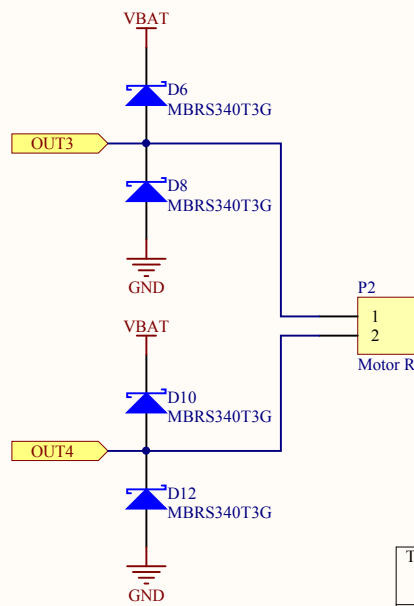 VBAT
D6
MBRS340T3G
OUT3
D8
MBRS340T3G
GND
P2
1
2
Motor R
VBAT
D10
MBRS340T3G
OUT4
D12
MBRS340T3G
GND
T